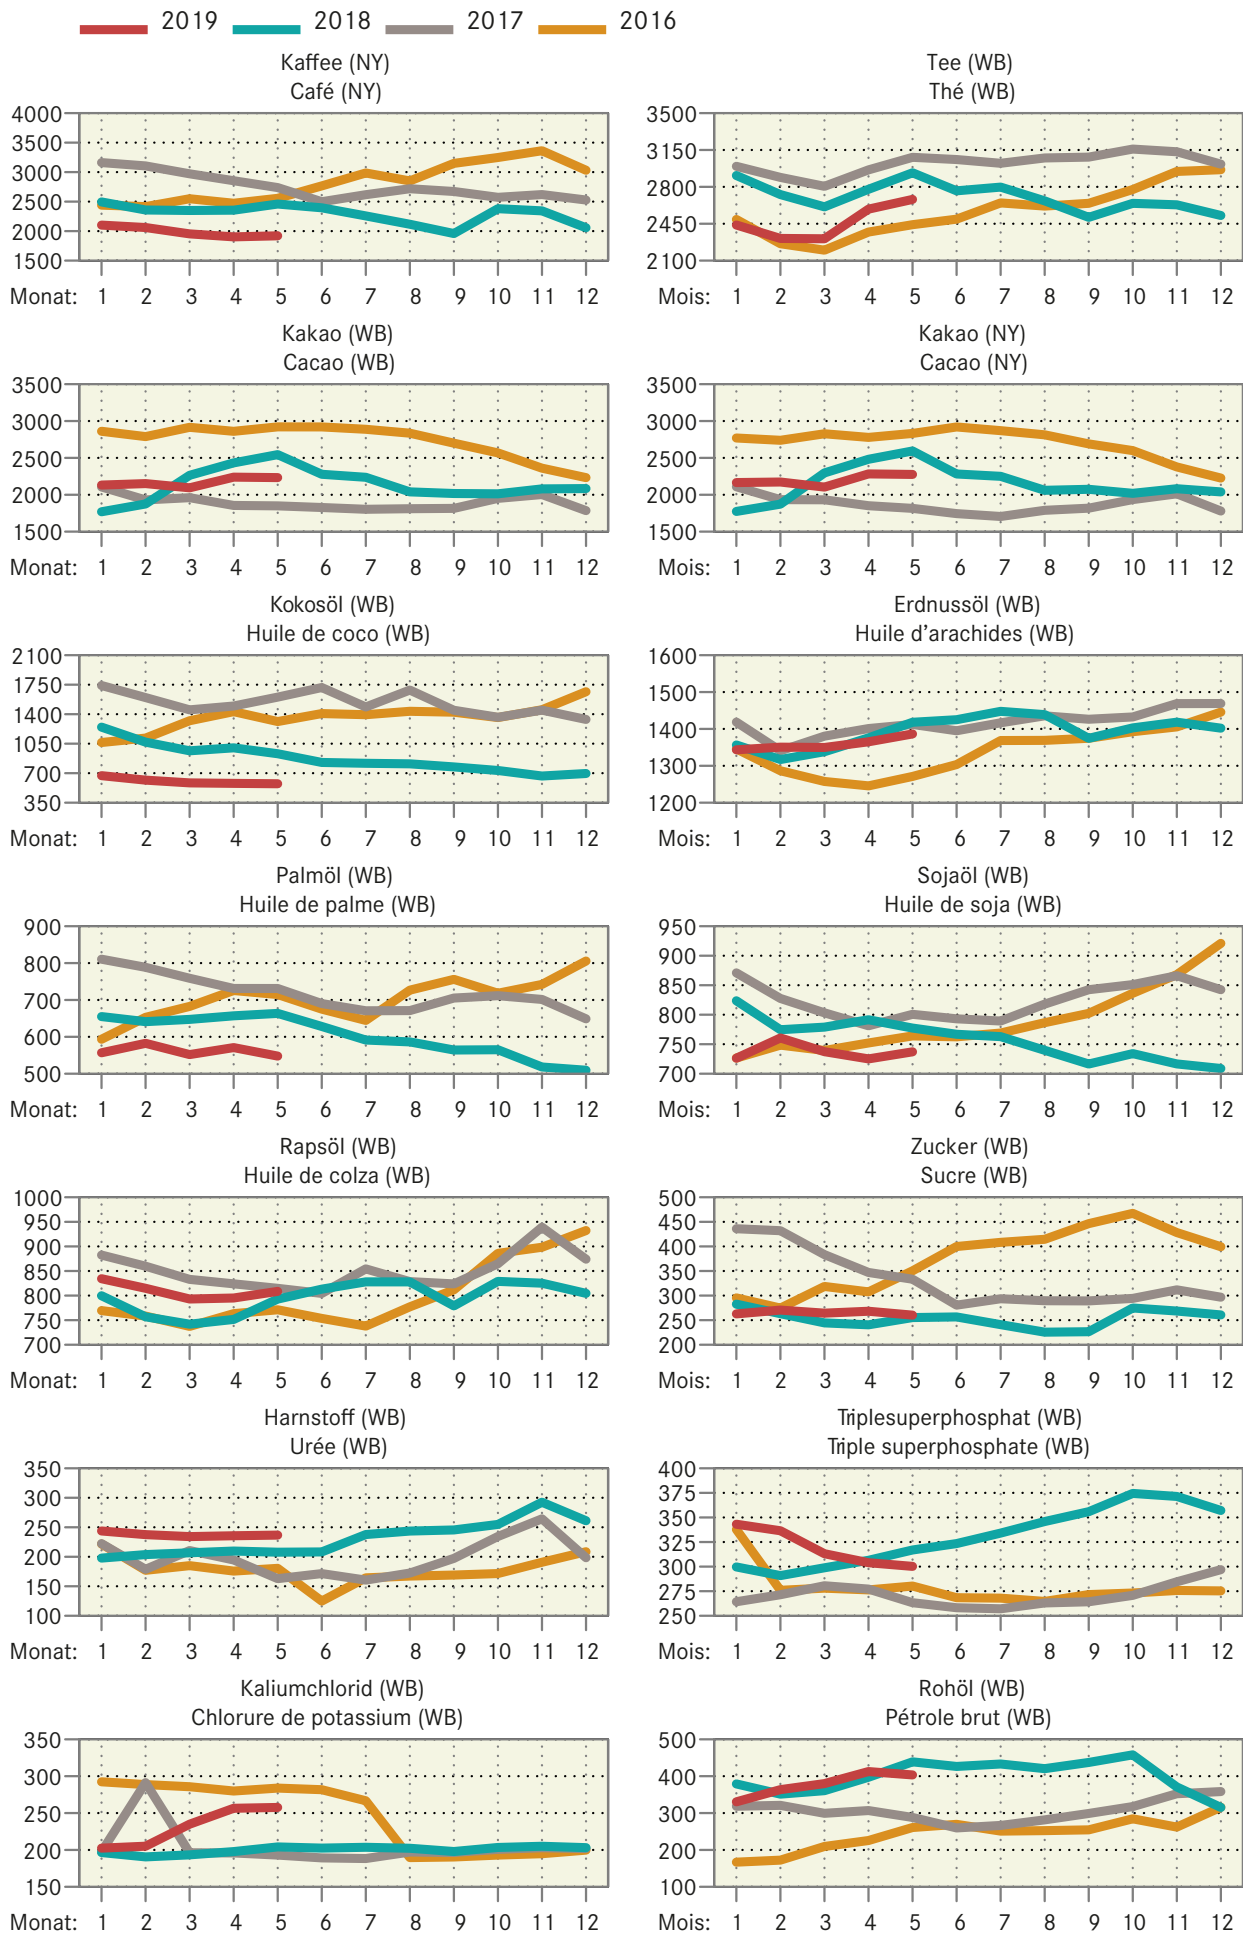 2019 2018 2017 2016
Kaffee (NY)
Café (NY)
4000
3500
3000
2500
2000
1500
Monat: 1 2 3 4 5 6 7 8 9 10 11 12
Tee (WB)
Thé (WB)
3500
3150
2800
2450
2100
Mois: 1 2 3 4 5 6 7 8 9 10 11 12
Kakao (WB)
Cacao (WB)
3500
3000
2500
2000
1500
Monat: 1 2 3 4 5 6 7 8 9 10 11 12
Kakao (NY)
Cacao (NY)
3500
3000
2500
2000
1500
Mois: 1 2 3 4 5 6 7 8 9 10 11 12
Kokosöl (WB)
Huile de coco (WB)
2100
1750
1400
1050
700
350
Monat: 1 2 3 4 5 6 7 8 9 10 11 12
Erdnussöl (WB)
Huile d’arachides (WB)
1600
1500
1400
1300
1200
Mois: 1 2 3 4 5 6 7 8 9 10 11 12
Palmöl (WB)
Huile de palme (WB)
900
800
700
600
500
Monat: 1 2 3 4 5 6 7 8 9 10 11 12
Sojaöl (WB)
Huile de soja (WB)
950
900
850
800
750
700
Mois: 1 2 3 4 5 6 7 8 9 10 11 12
Rapsöl (WB)
Huile de colza (WB)
1000
950
900
850
800
750
700
Monat: 1 2 3 4 5 6 7 8 9 10 11 12
Zucker (WB)
Sucre (WB)
500
450
400
350
300
250
200
Mois: 1 2 3 4 5 6 7 8 9 10 11 12
Harnstoff (WB)
Urée (WB)
350
300
250
200
150
100
Monat: 1 2 3 4 5 6 7 8 9 10 11 12
Triplesuperphosphat (WB)
Triple superphosphate (WB)
400
375
350
325
300
275
250
Mois: 1 2 3 4 5 6 7 8 9 10 11 12
Kaliumchlorid (WB)
Chlorure de potassium (WB)
350
300
250
200
150
Monat: 1 2 3 4 5 6 7 8 9 10 11 12
Rohöl (WB)
Pétrole brut (WB)
500
400
300
200
100
Mois: 1 2 3 4 5 6 7 8 9 10 11 12